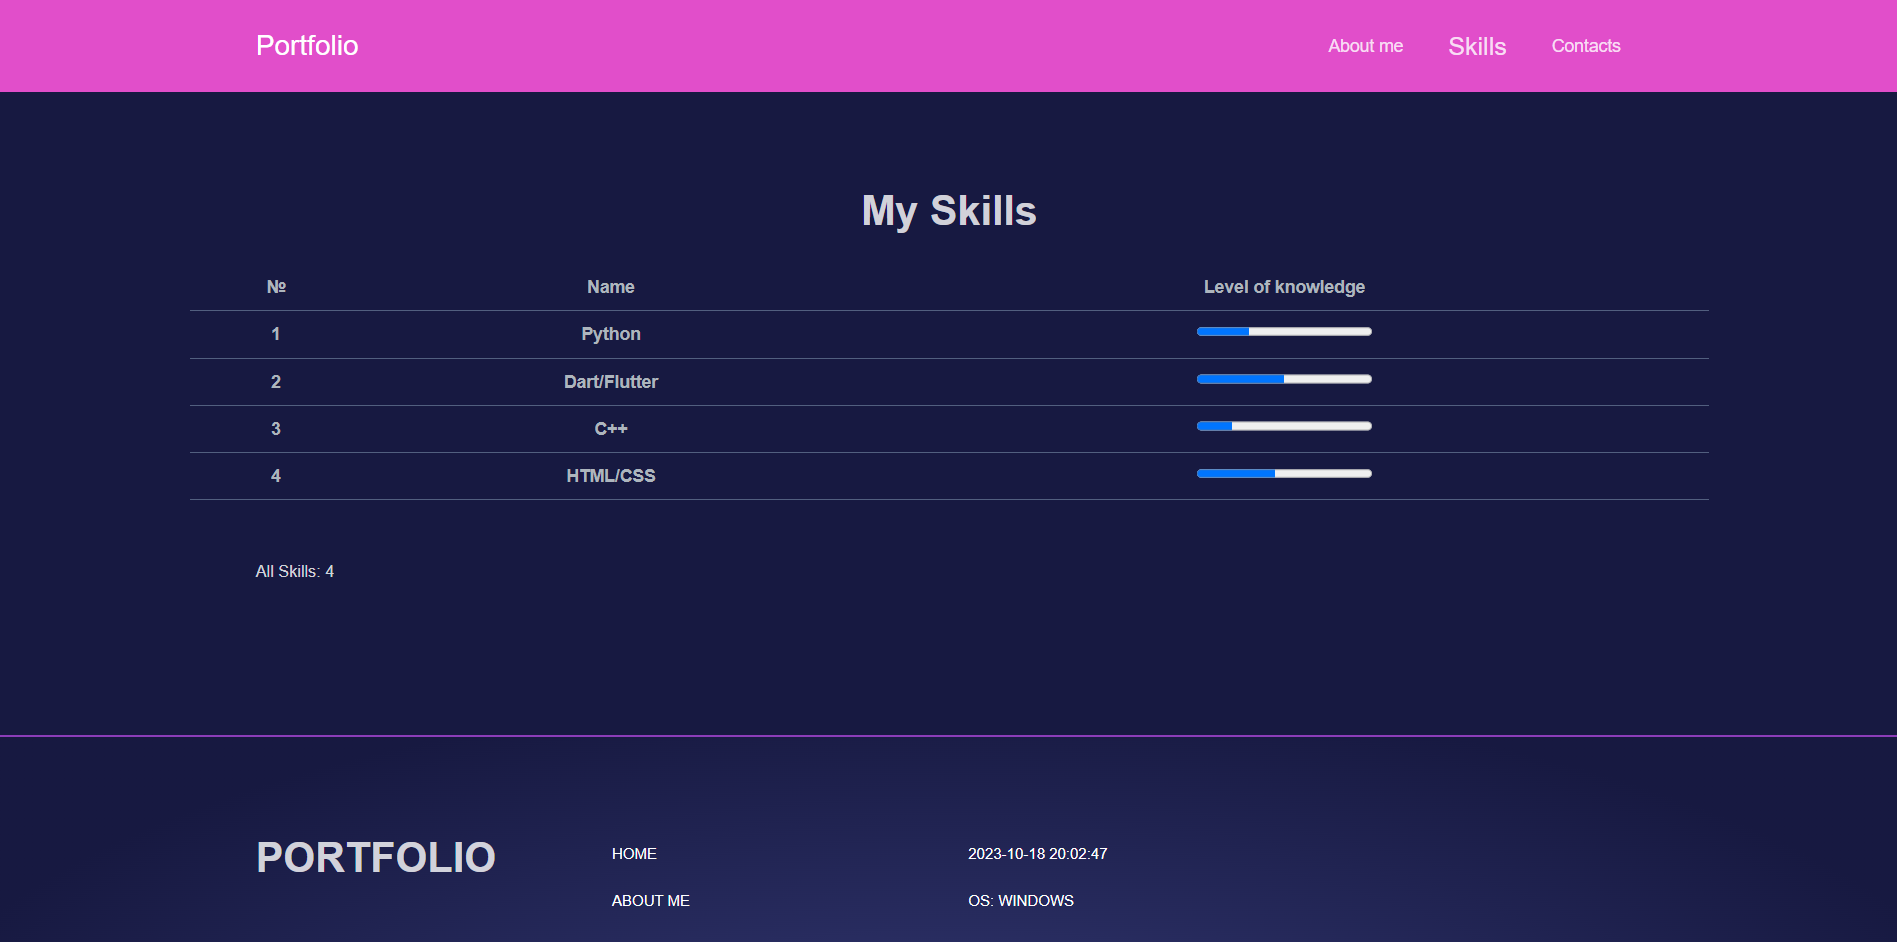 Portfolio About me Skills Contacts
My Skills
№ Name Level of knowledge
1 Python
2 Dart/Flutter
3 C++
4 HTML/CSS
All Skills: 4
PORTFOLIO
HOME
ABOUT ME
2023-10-18 20:02:47
OS: WINDOWS